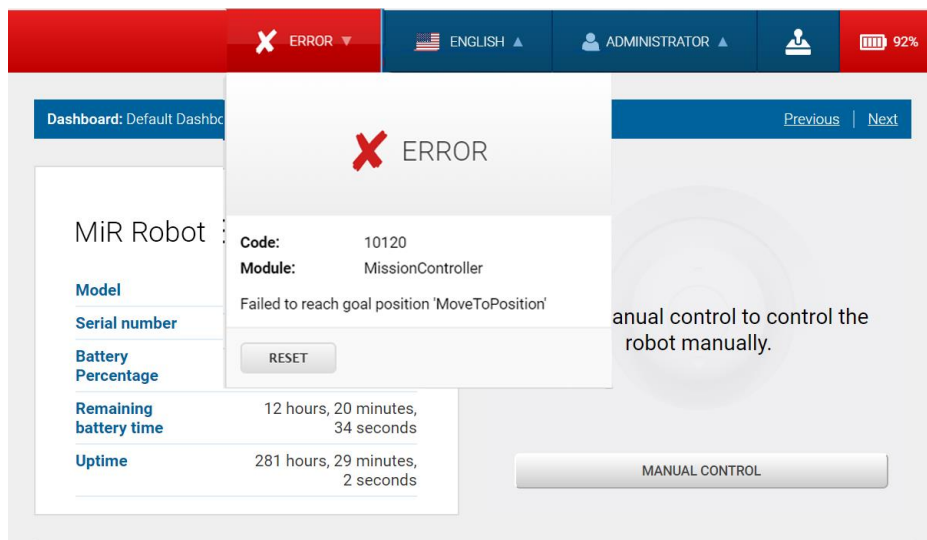 ERROR
ENGLISH
ADMINISTRATOR
92%
Dashboard: Default
Previous
Next
ERROR
MiR Robot
Code: 10120
Module: MissionController
Failed to reach goal position 'MoveToPosition'
RESET
Model
Serial number
Battery
Percentage
Remaining
battery time
12 hours, 20 minutes,
34 seconds
Uptime
281 hours, 29 minutes,
2 seconds
control to control the
robot manually.
MANUAL CONTROL